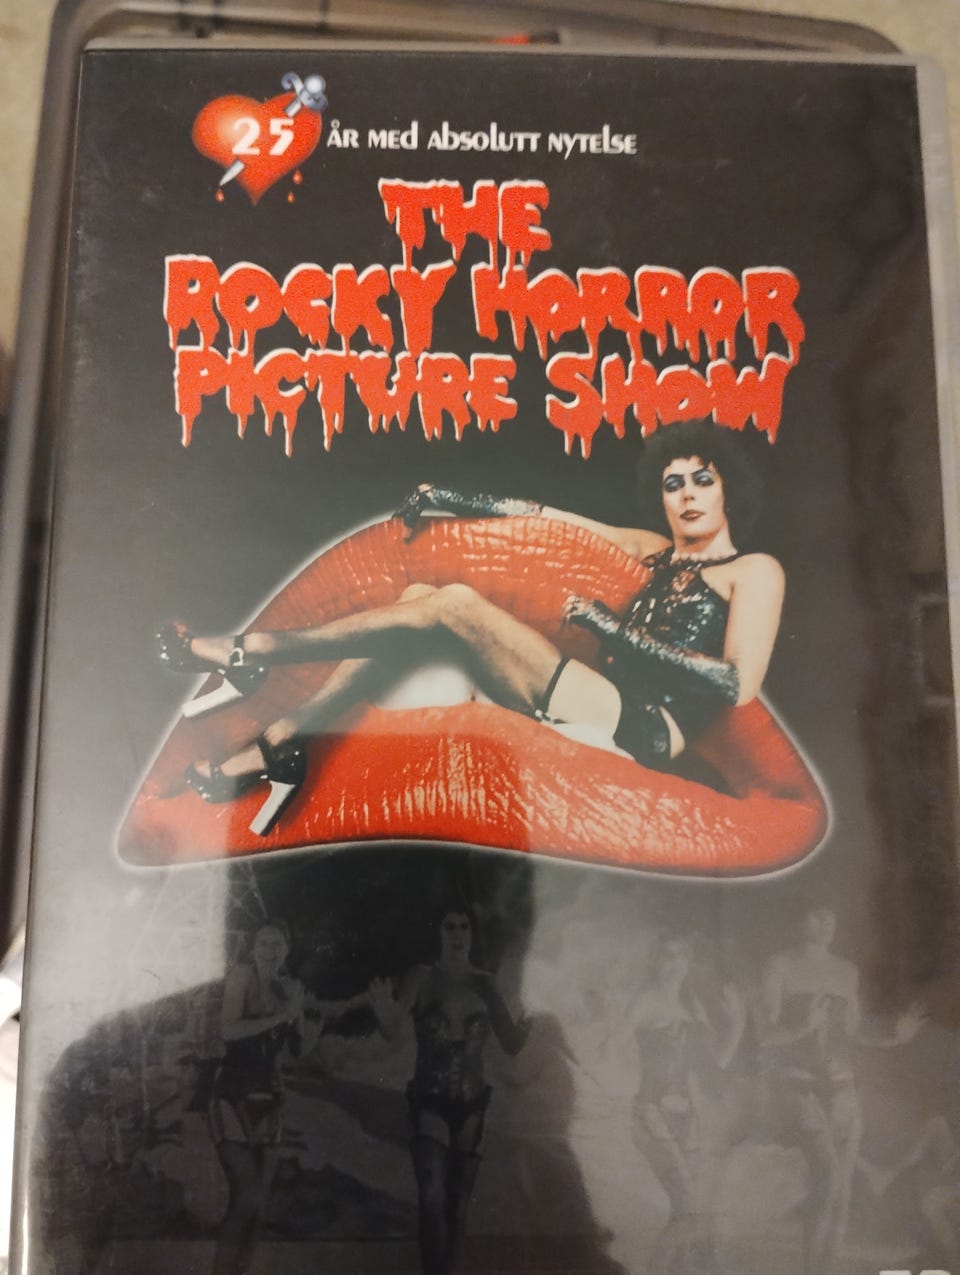 25 ÅR MED absolutt NYTELSE
THE
ROCKY HORROR
PICTURE SHOW